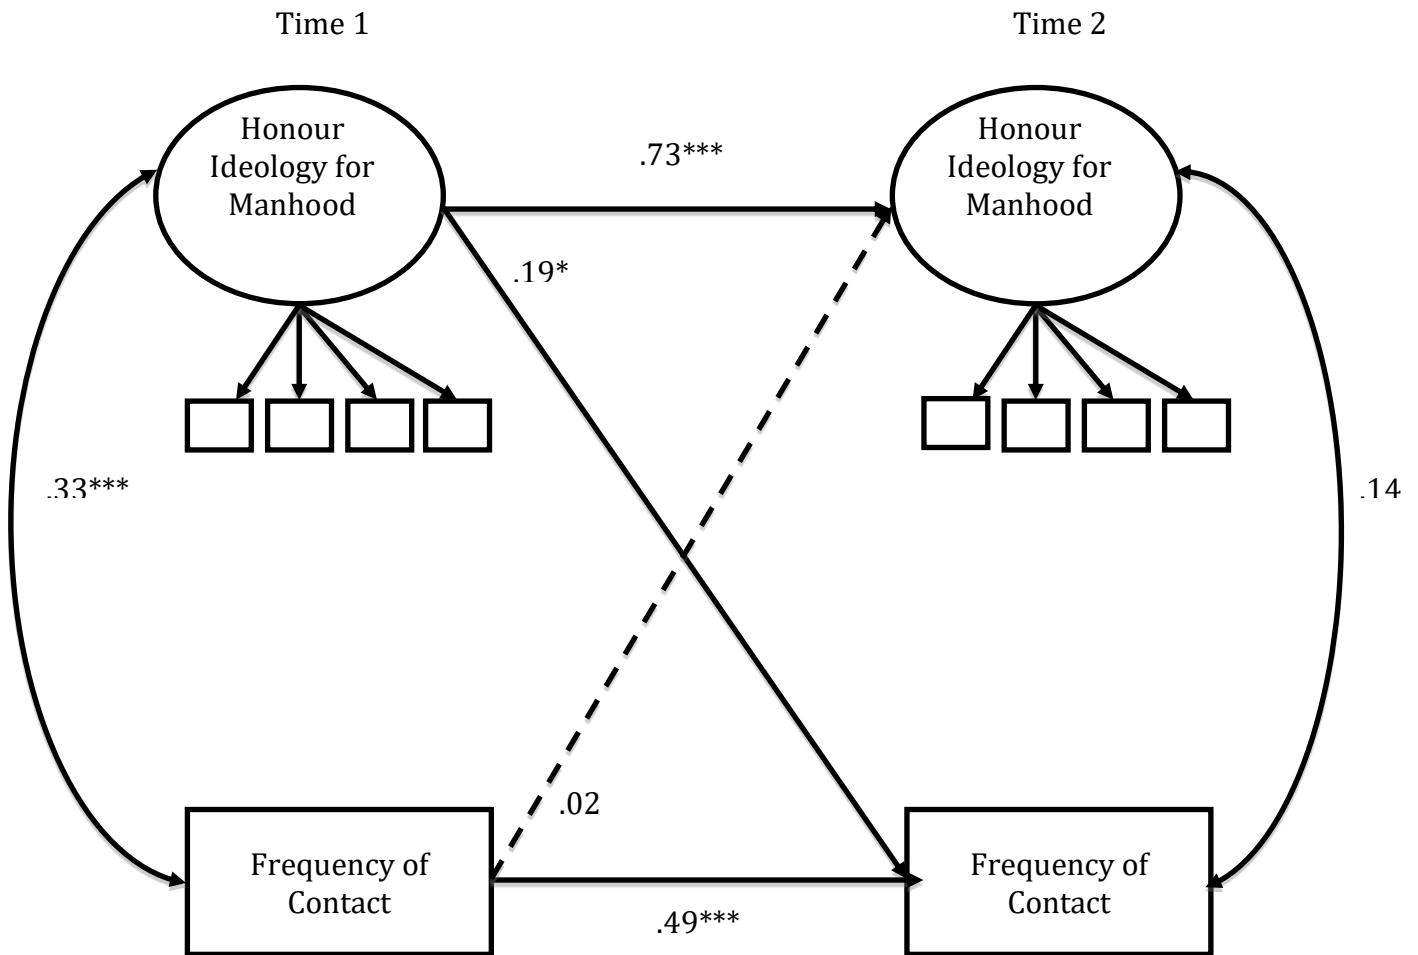 Time 1
Time 2
Honour
Ideology for
Manhood
.73***
Honour
Ideology for
Manhood
.19*
.33***
.14
.02
Frequency of
Contact
.49***
Frequency of
Contact